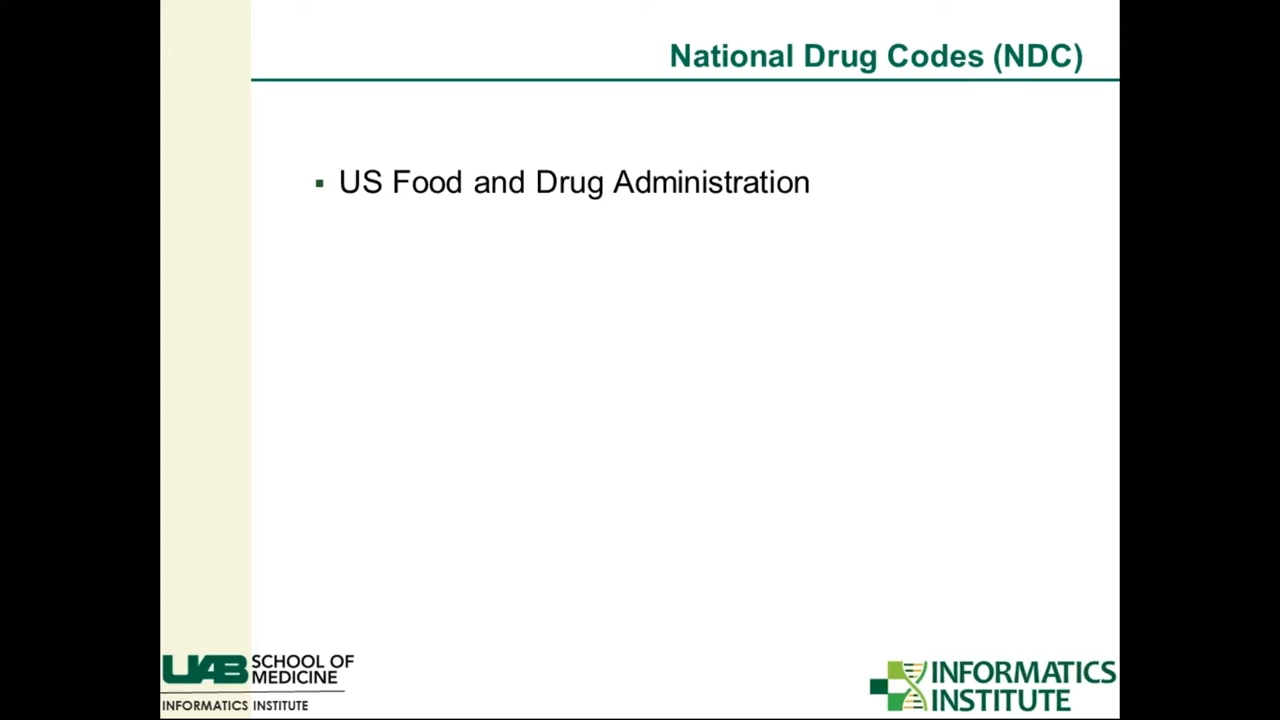 National Drug Codes (NDC)
▪ US Food and Drug Administration
UAB SCHOOL OF
MEDICINE
INFORMATICS INSTITUTE
INFORMATICS
INSTITUTE